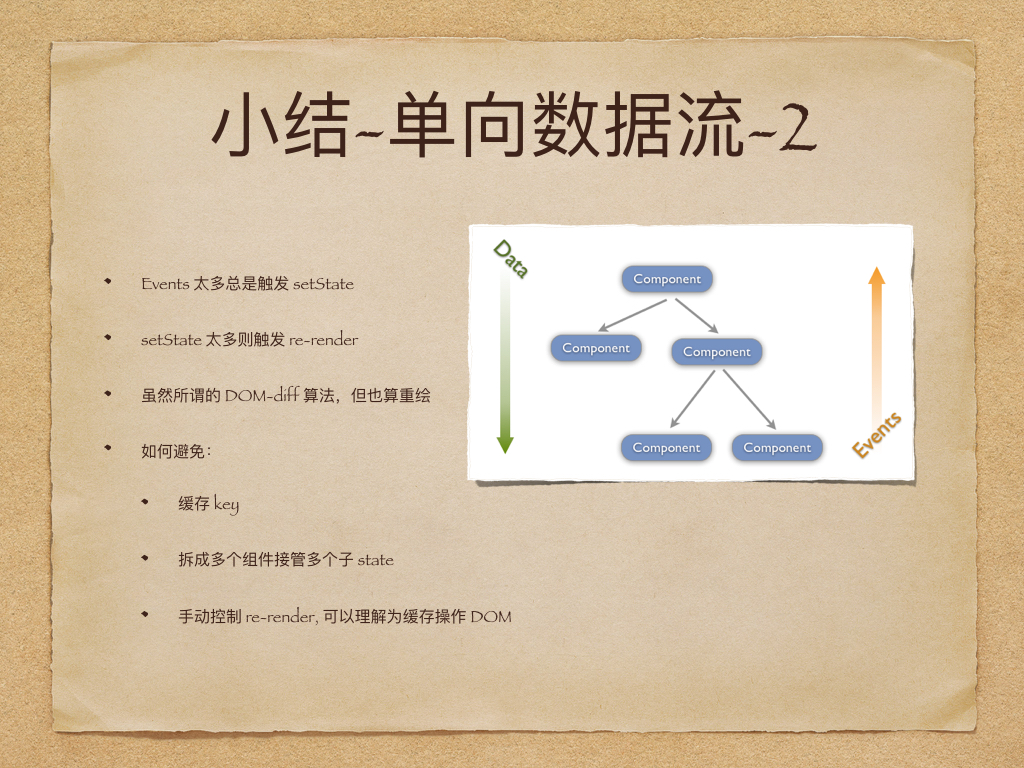 小结~单向数据流~2
Events 太多总是触发 setState
setState 太多则触发 re-render
虽然所谓的 DOM-diff 算法，但也算重绘
如何避免：
缓存 key
拆成多个组件接管多个子 state
手动控制 re-render, 可以理解为缓存操作 DOM
Data
Component
Component
Component
Component
Component
Events